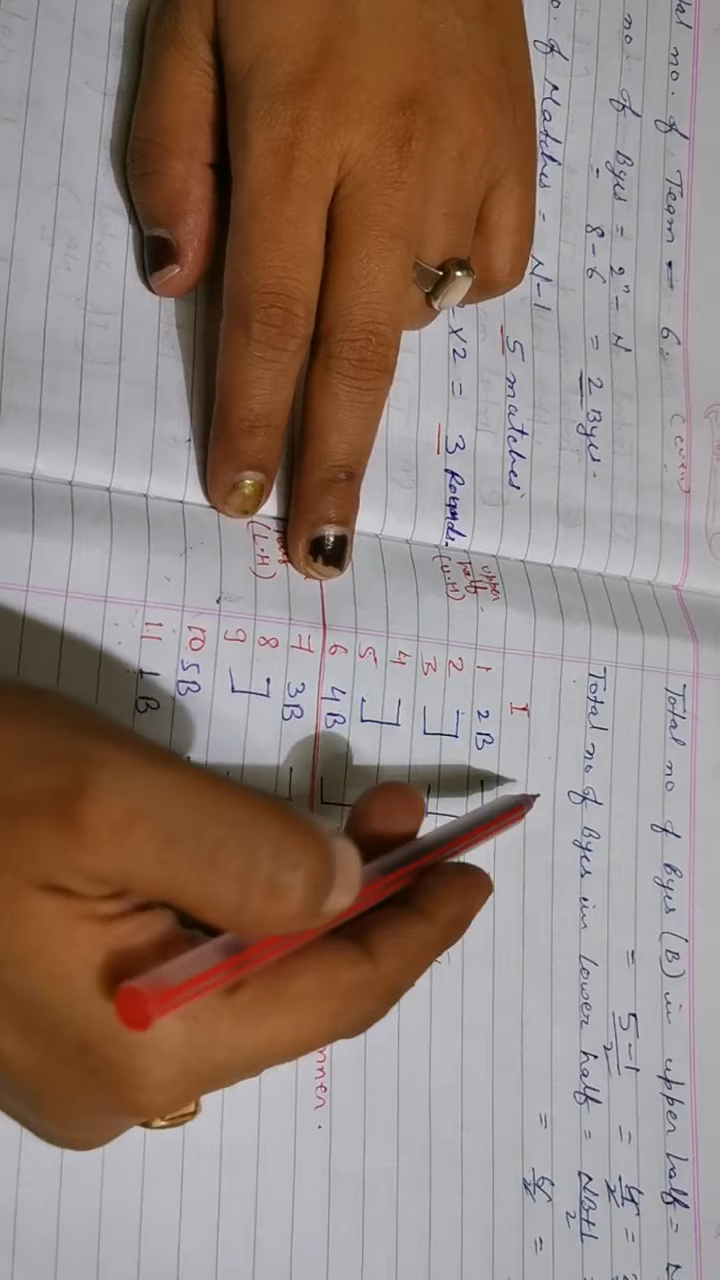 no. of Team = 6. (even)
no. of Byes = 2ⁿ - N
= 8 - 6 = 2 Byes.
of Matches = N-1
5 matches
x2 = 3 Rounds.
Total no of Byes (B) in upper half =
= 5-1/2 = 4/2 =
Total no of Byes in Lower half = NB+1/2
= 6/2 =
I
upper half (U.H)
1 2B
2
3
4
5
6 4B
(L.H)
7 3B
8
9
10 5B
11 1B